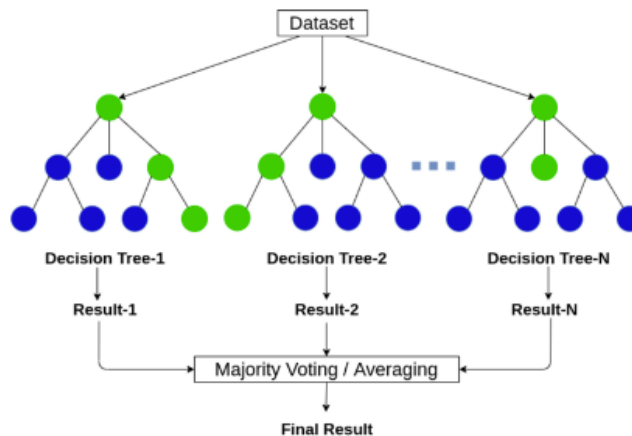 Dataset
Decision Tree-1
Decision Tree-2
Decision Tree-N
Result-1
Result-2
Result-N
Majority Voting / Averaging
Final Result